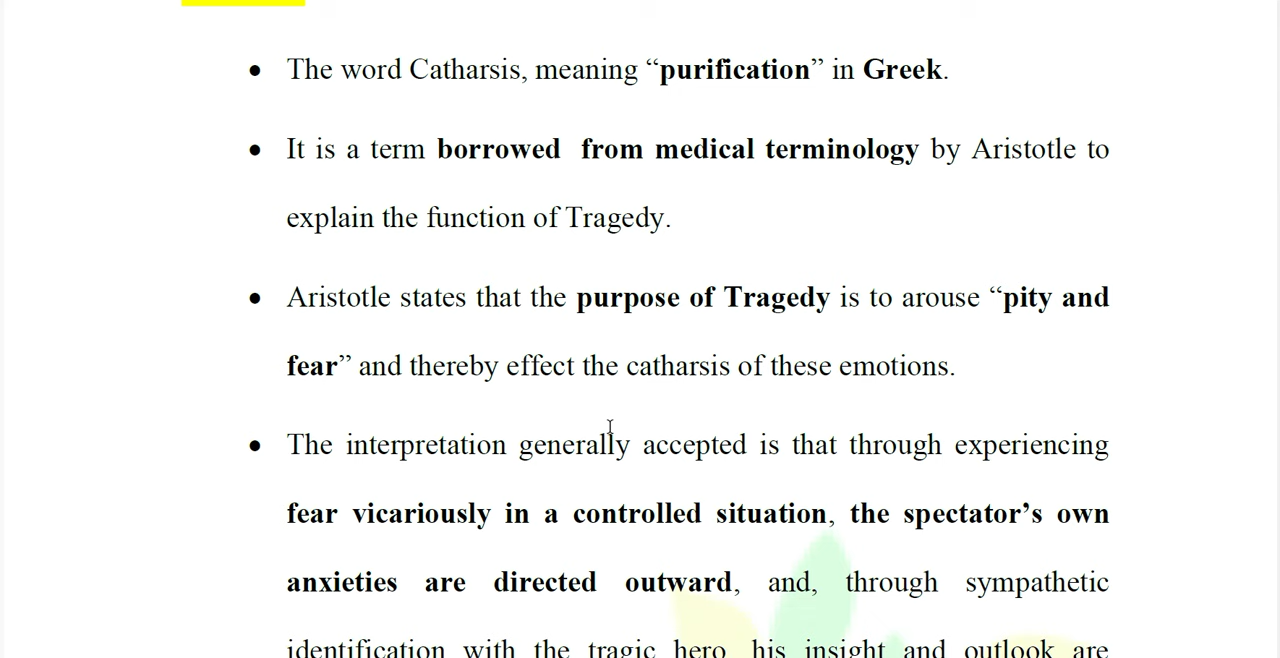 • The word Catharsis, meaning “purification” in Greek.
• It is a term borrowed  from medical terminology by Aristotle to
explain the function of Tragedy.
• Aristotle states that the purpose of Tragedy is to arouse “pity and
fear” and thereby effect the catharsis of these emotions.
• The interpretation generally accepted is that through experiencing
fear vicariously in a controlled situation, the spectator’s own
anxieties are directed outward, and, through sympathetic
identification with the tragic hero, his insight and outlook are